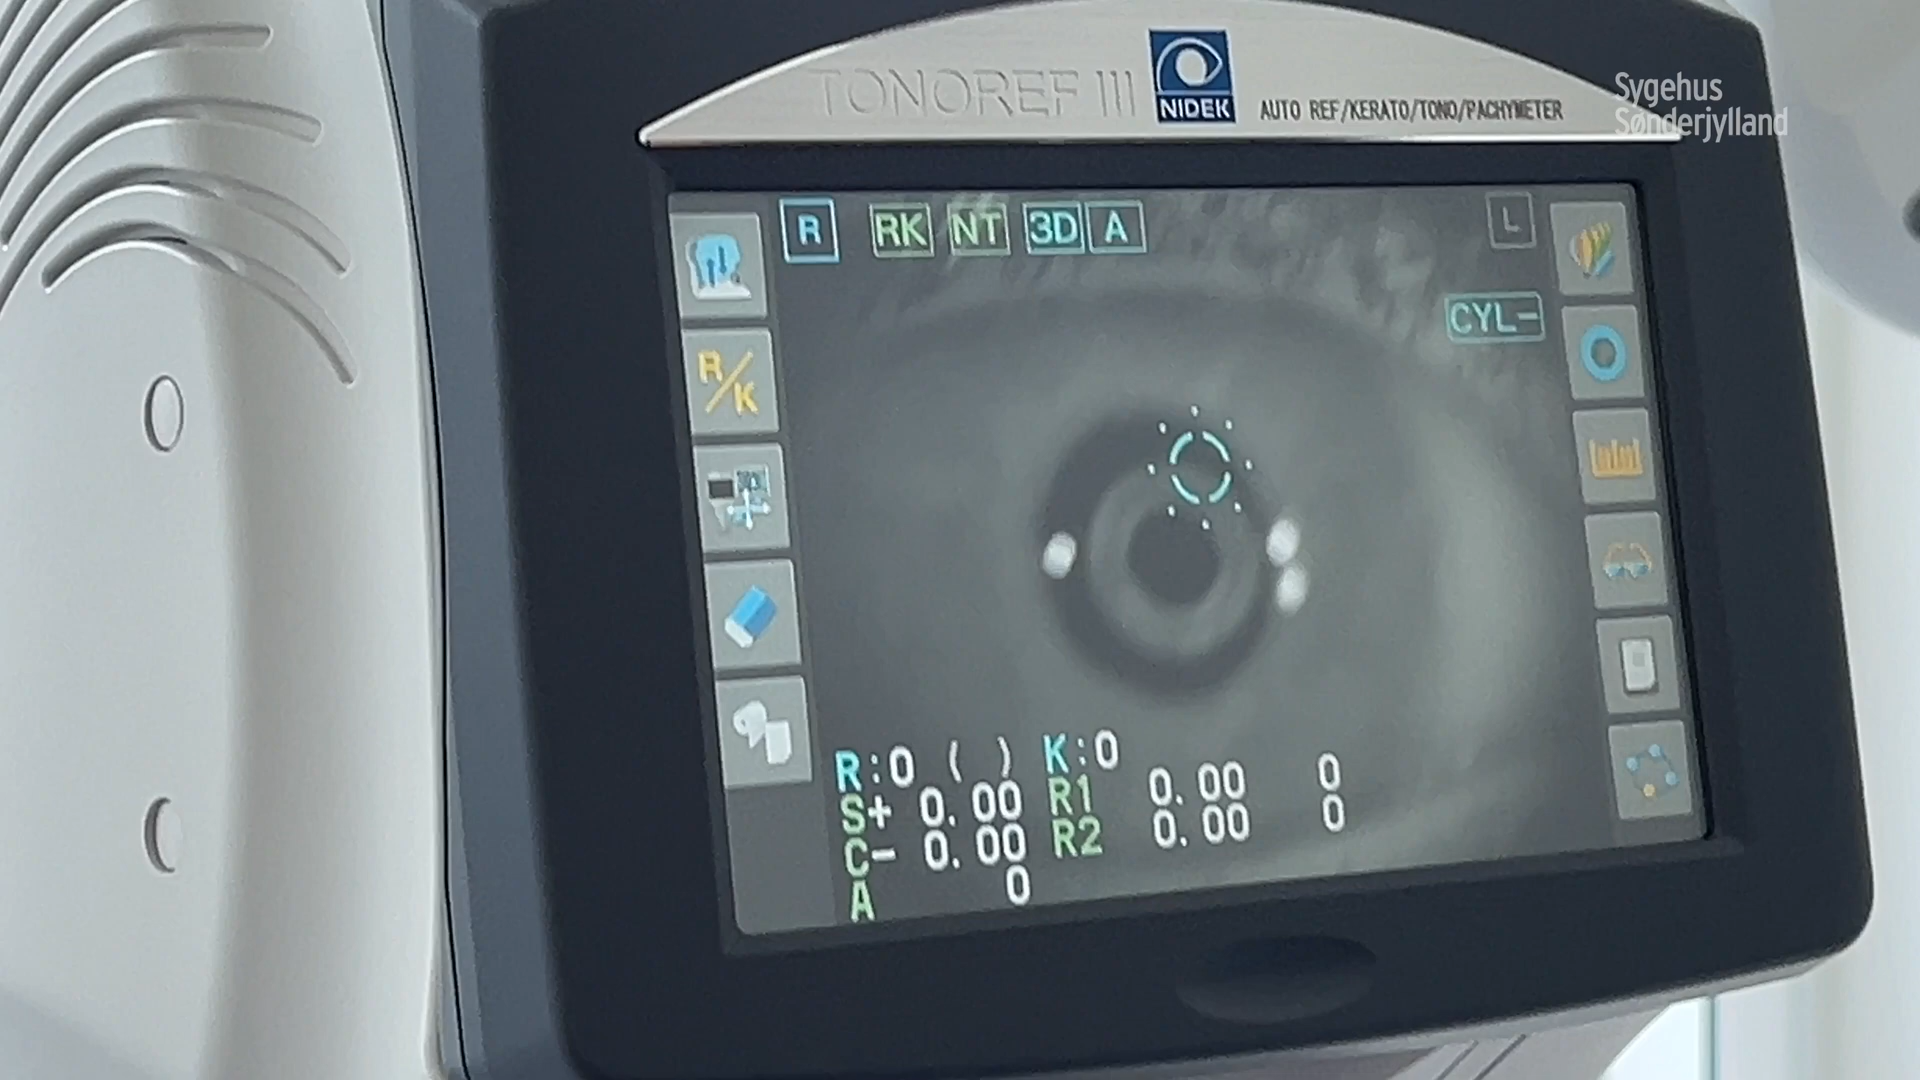 TONOREF III
NIDEK
AUTO REF/KERATO/TONO/PACHYMETER
Sygehus
Sønderjylland
R RK NT 3D A L
CYL-
R/K
R:0 ( ) K:0
S+ 0.00 R1 0.00 0
C- 0.00 R2 0.00 0
A 0